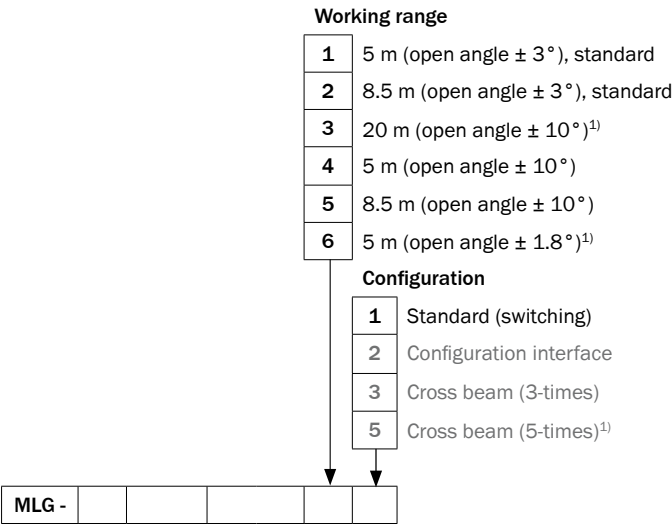 Working range
1 5 m (open angle ± 3°), standard
2 8.5 m (open angle ± 3°), standard
3 20 m (open angle ± 10°)1)
4 5 m (open angle ± 10°)
5 8.5 m (open angle ± 10°)
6 5 m (open angle ± 1.8°)1)
Configuration
1 Standard (switching)
2 Configuration interface
3 Cross beam (3-times)
5 Cross beam (5-times)1)
MLG -